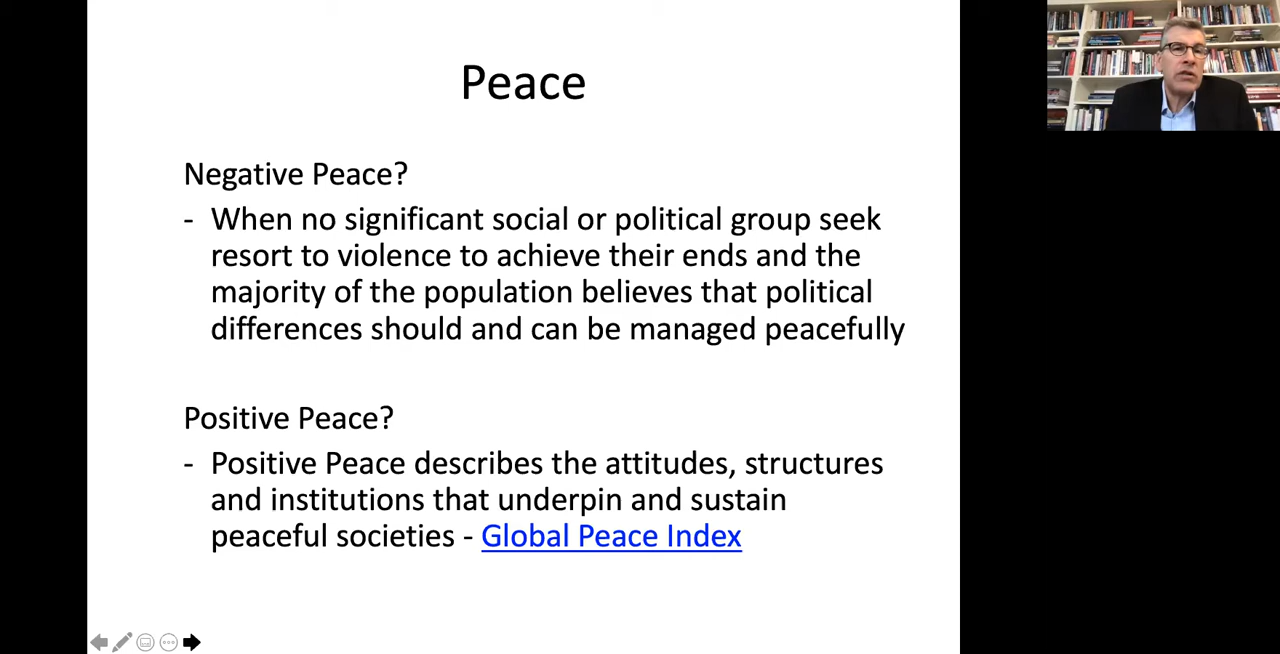 Peace
Negative Peace?
- When no significant social or political group seek
resort to violence to achieve their ends and the
majority of the population believes that political
differences should and can be managed peacefully
Positive Peace?
- Positive Peace describes the attitudes, structures
and institutions that underpin and sustain
peaceful societies - Global Peace Index